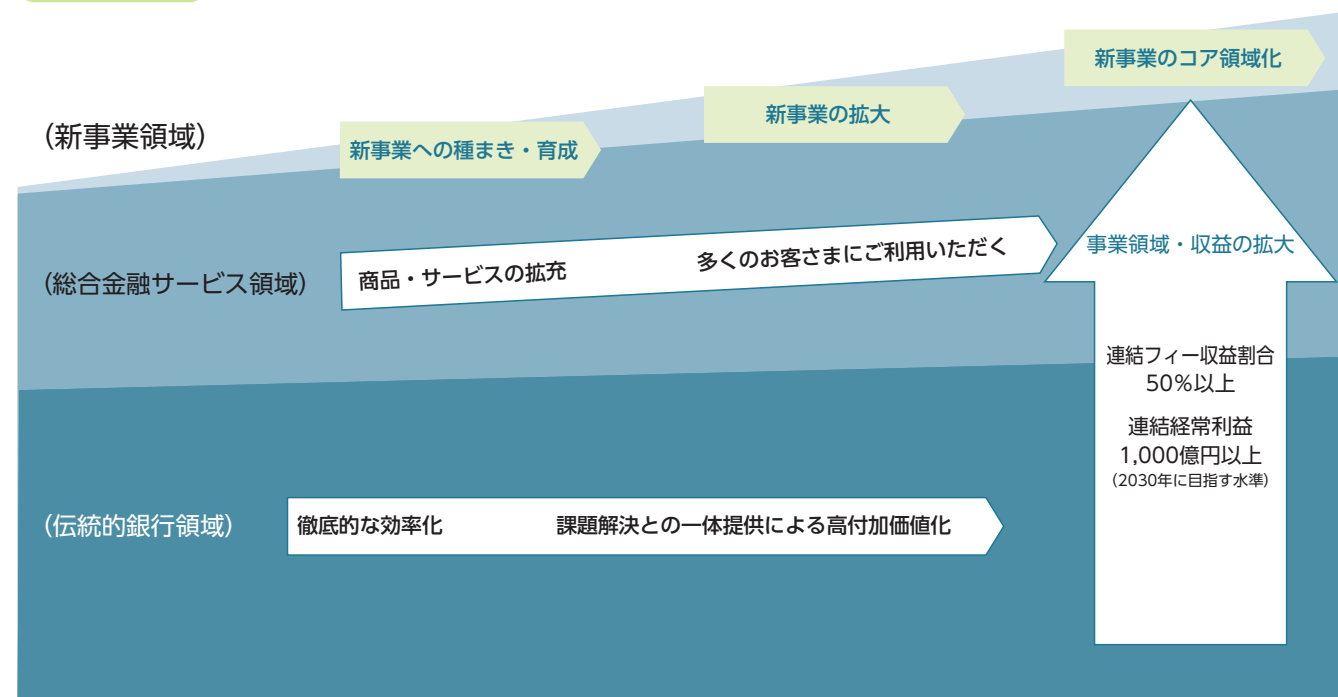 新事業のコア領域化
新事業の拡大
(新事業領域)
新事業への種まき・育成
事業領域・収益の拡大
多くのお客さまにご利用いただく
商品・サービスの拡充
(総合金融サービス領域)
連結フィー収益割合
50%以上
連結経常利益
1,000億円以上
(2030年に目指す水準)
(伝統的銀行領域)
徹底的な効率化
課題解決との一体提供による高付加価値化